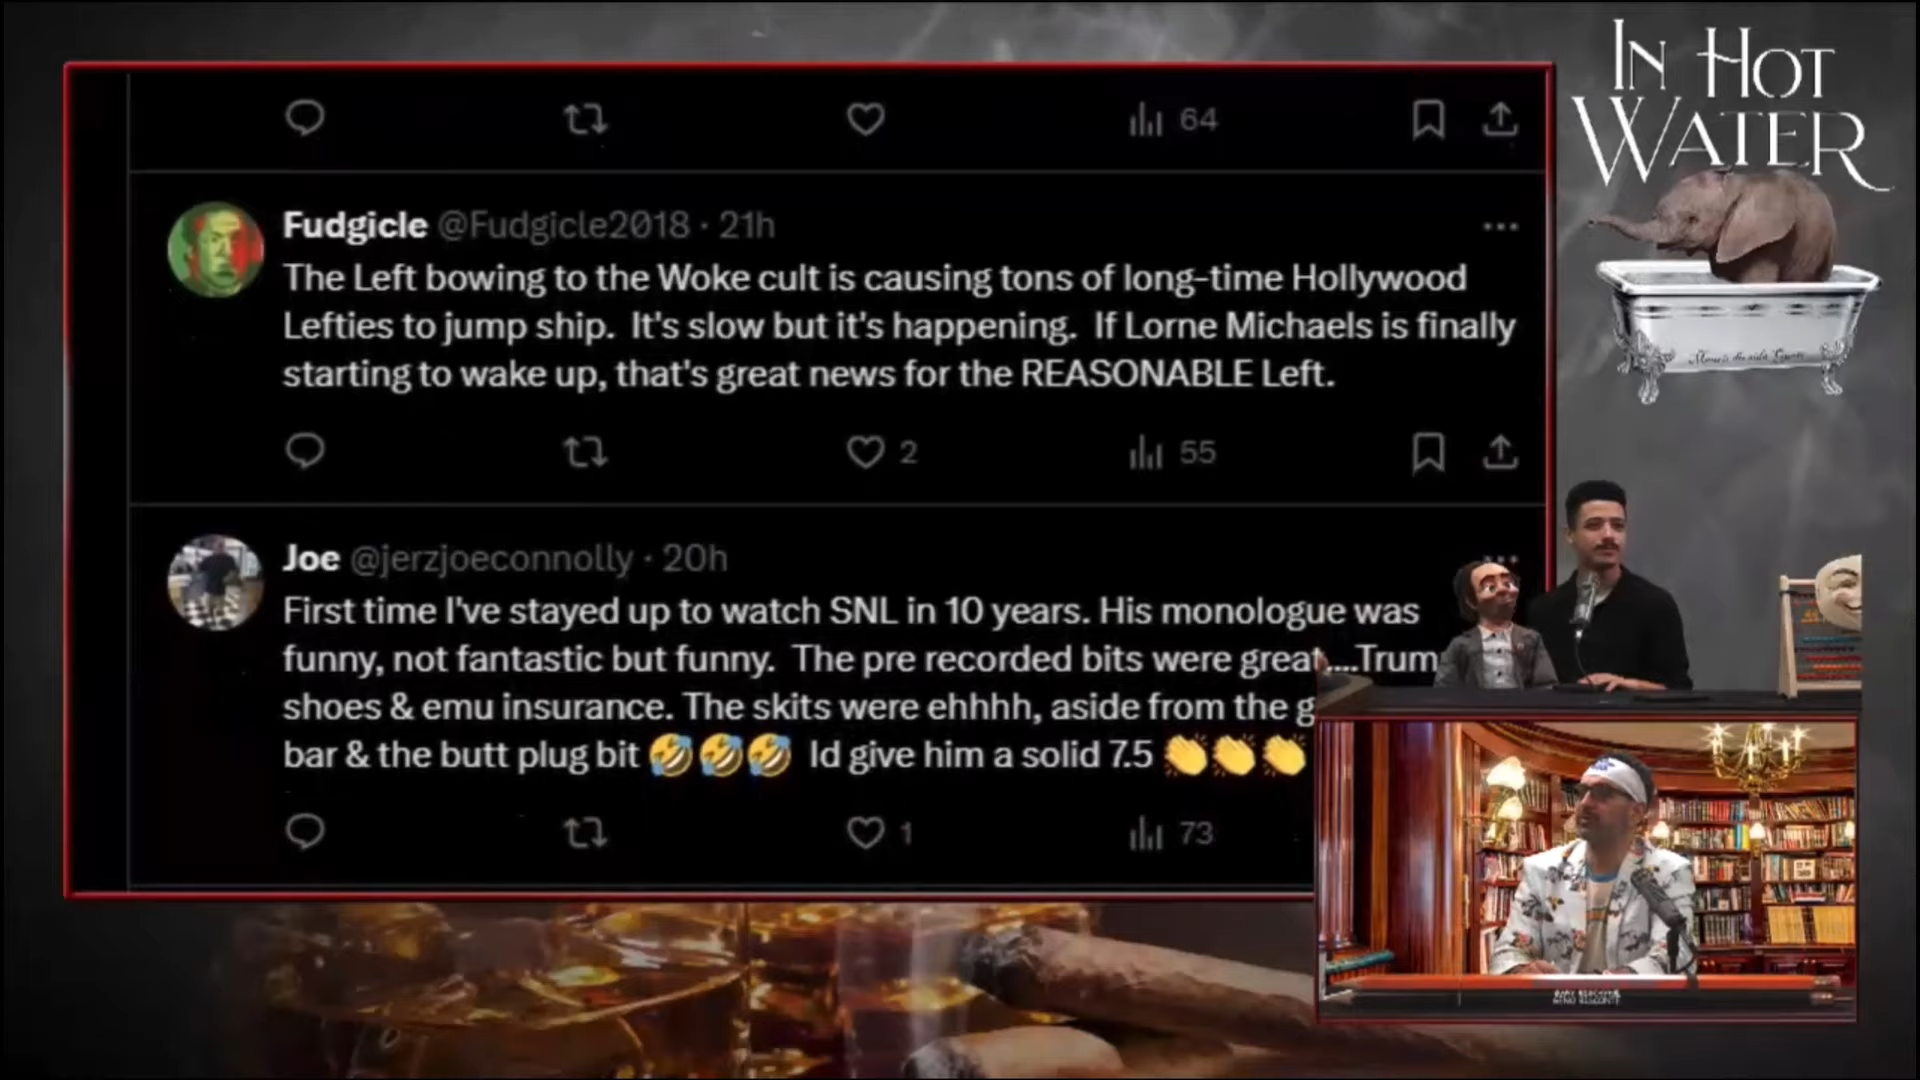 IN HOT
WATER
64
Fudgicle @Fudgicle2018 · 21h
The Left bowing to the Woke cult is causing tons of long-time Hollywood
Lefties to jump ship.  It's slow but it's happening.  If Lorne Michaels is finally
starting to wake up, that's great news for the REASONABLE Left.
2
55
Joe @jerzjoeconnolly · 20h
First time I've stayed up to watch SNL in 10 years. His monologue was
funny, not fantastic but funny.  The pre recorded bits were great....Trum
shoes & emu insurance. The skits were ehhhh, aside from the g
bar & the butt plug bit 🤣🤣🤣  Id give him a solid 7.5 👏👏👏
1
73